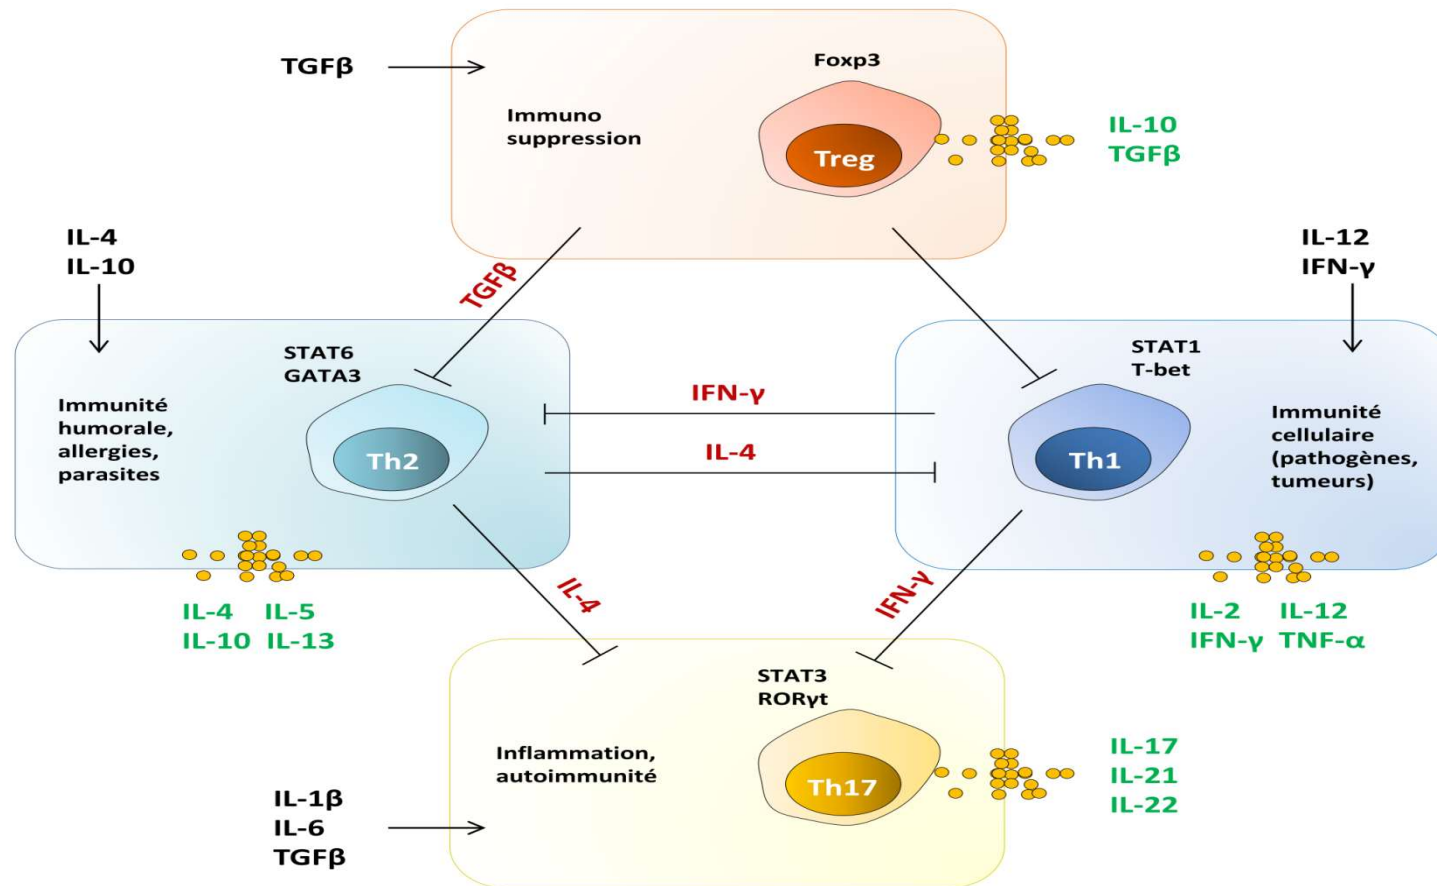 TGFβ
Foxp3
Immuno
suppression
Treg
IL-10
TGFβ
IL-4
IL-10
IL-12
IFN-γ
TGFβ
STAT6
GATA3
STAT1
T-bet
Immunité
humorale,
allergies,
parasites
Th2
IFN-γ
IL-4
Th1
Immunité
cellulaire
(pathogènes,
tumeurs)
IL-4 IL-5
IL-10 IL-13
IL-4
IFN-γ
IL-2 IL-12
IFN-γ TNF-α
STAT3
RORγt
Inflammation,
autoimmunité
Th17
IL-17
IL-21
IL-22
IL-1β
IL-6
TGFβ